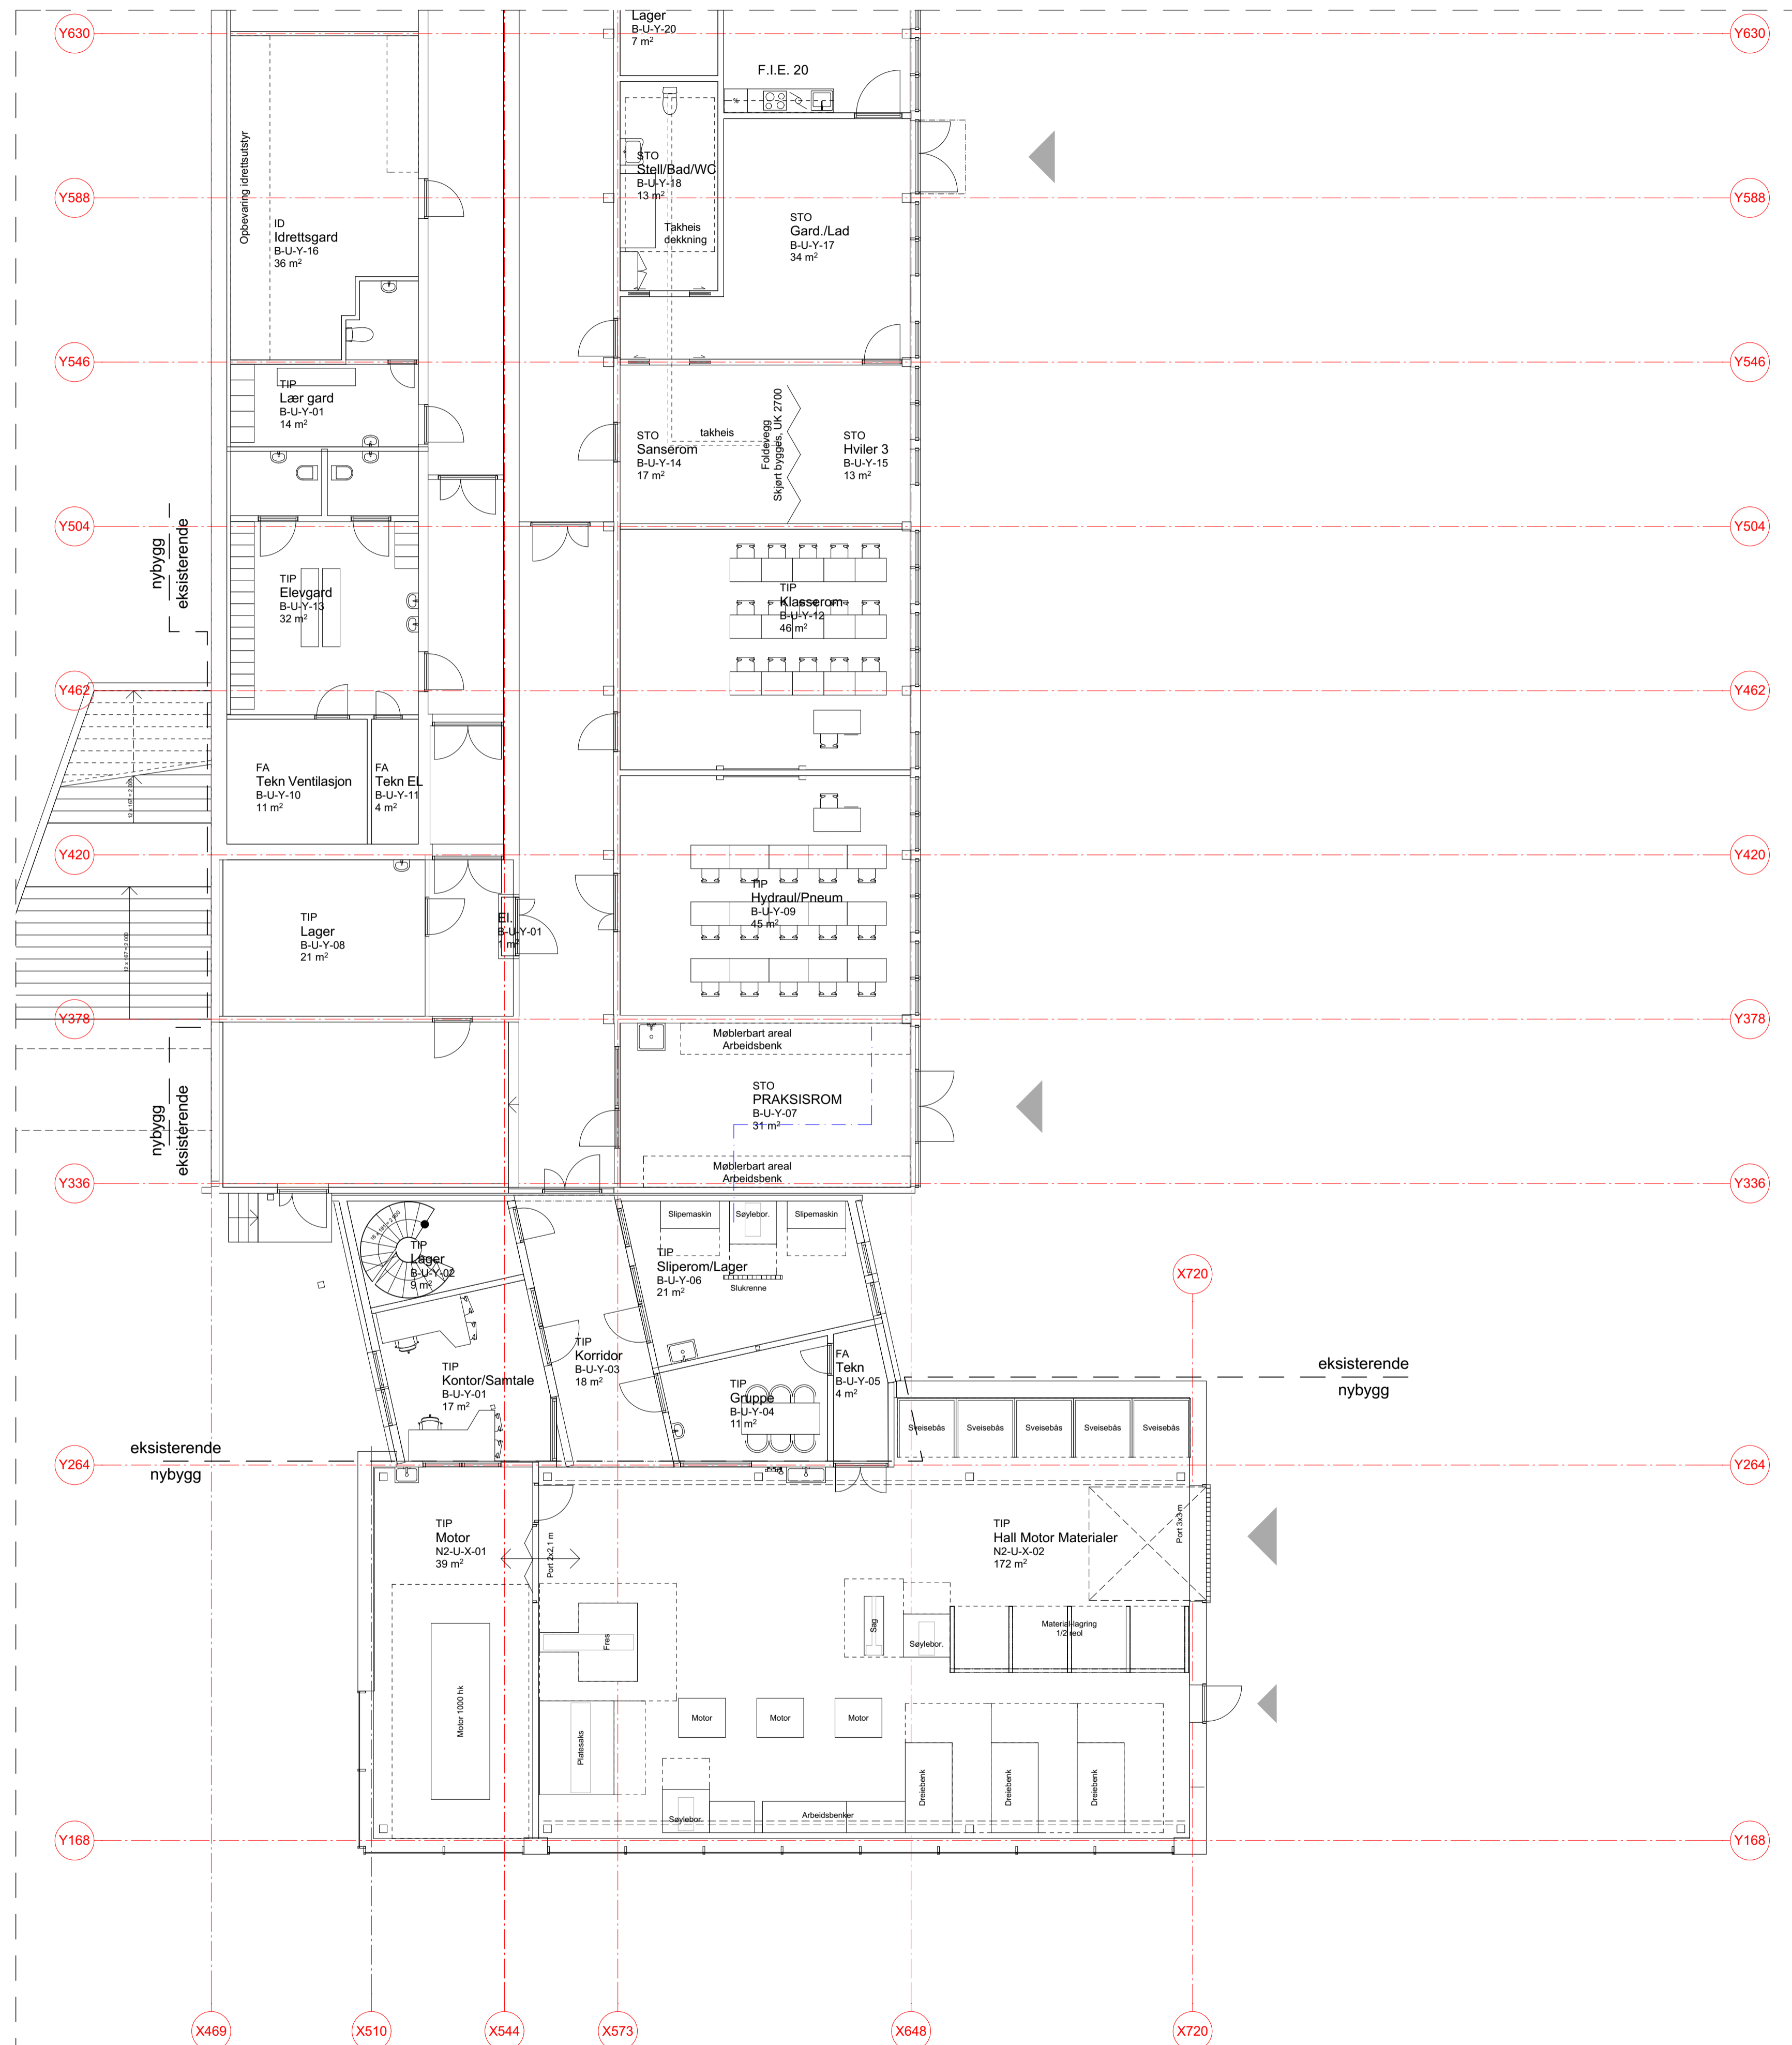 Y630
Lager
B-U-Y-20
7 m²
F.I.E. 20
Y630
Opbevaring idrettsutstyr
STO
Stell/Bad/WC
B-U-Y-18
13 m²
Takheis
dekkning
Y588
Y588
ID
Idrettsgard
B-U-Y-16
36 m²
STO
Gard./Lad
B-U-Y-17
34 m²
Y546
Y546
TIP
Lær gard
B-U-Y-01
14 m²
STO
Sanserom
B-U-Y-14
17 m²
takheis
Foldevegg
Skjørt bygges, UK 2700
STO
Hviler 3
B-U-Y-15
13 m²
Y504
Y504
nybygg
eksisterende
TIP
Elevgard
B-U-Y-13
32 m²
TIP
Klasserom
B-U-Y-12
46 m²
Y462
Y462
12 x 167 = 2 000
FA
Tekn Ventilasjon
B-U-Y-10
11 m²
FA
Tekn EL
B-U-Y-11
4 m²
Y420
Y420
12 x 167 = 2 000
TIP
Lager
B-U-Y-08
21 m²
El.
B-U-Y-01
1 m²
TIP
Hydraul/Pneum
B-U-Y-09
45 m²
Y378
Y378
nybygg
eksisterende
Møblerbart areal
Arbeidsbenk
STO
PRAKSISROM
B-U-Y-07
31 m²
Møblerbart areal
Arbeidsbenk
Y336
Y336
TIP
Lager
B-U-Y-02
9 m²
Slipemaskin
Søylebor.
Slipemaskin
TIP
Sliperom/Lager
B-U-Y-06
21 m²
Slukrenne
X720
TIP
Kontor/Samtale
B-U-Y-01
17 m²
TIP
Korridor
B-U-Y-03
18 m²
TIP
Gruppe
B-U-Y-04
11 m²
FA
Tekn
B-U-Y-05
4 m²
eksisterende
nybygg
Sveisebås
Sveisebås
Sveisebås
Sveisebås
Sveisebås
eksisterende
nybygg
Y264
Y264
TIP
Motor
N2-U-X-01
39 m²
Port 2x2,1 m
TIP
Hall Motor Materialer
N2-U-X-02
172 m²
Port 3x3 m
Motor 1000 hk
Fres
Sag
Søylebor.
Material-lagring
1/2 reol
Platesaks
Motor
Motor
Motor
Søylebor.
Arbeidsbenker
Dreiebenk
Dreiebenk
Dreiebenk
Y168
Y168
X469
X510
X544
X573
X648
X720